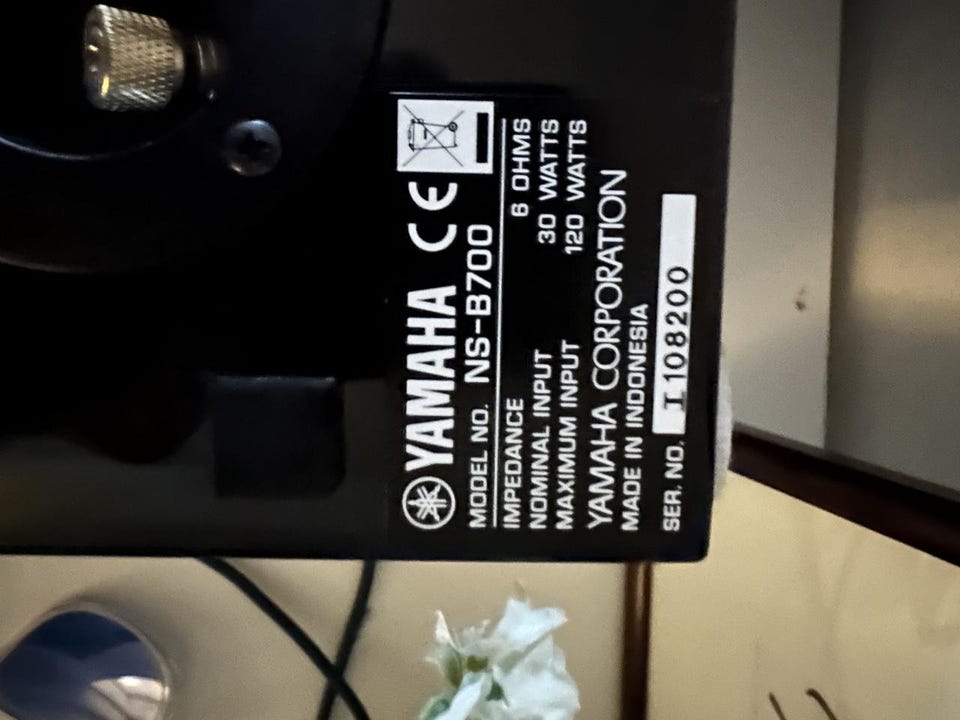 YAMAHA CE
MODEL NO. NS-B700
IMPEDANCE 6 OHMS
NOMINAL INPUT 30 WATTS
MAXIMUM INPUT 120 WATTS
YAMAHA CORPORATION
MADE IN INDONESIA
SER. NO. I108200